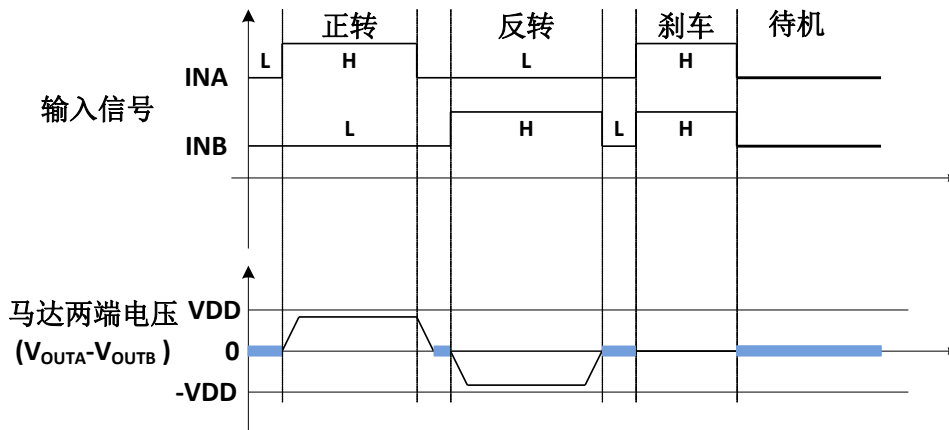 正转 反转 刹车 待机
L H L H
INA
输入信号
L H L H
INB
马达两端电压 VDD
(VOUTA-VOUTB ) 0
-VDD